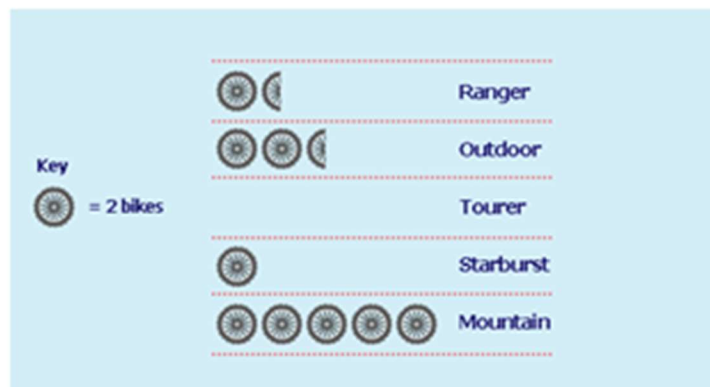 Ranger
Outdoor
Key
= 2 bikes
Tourer
Starburst
Mountain